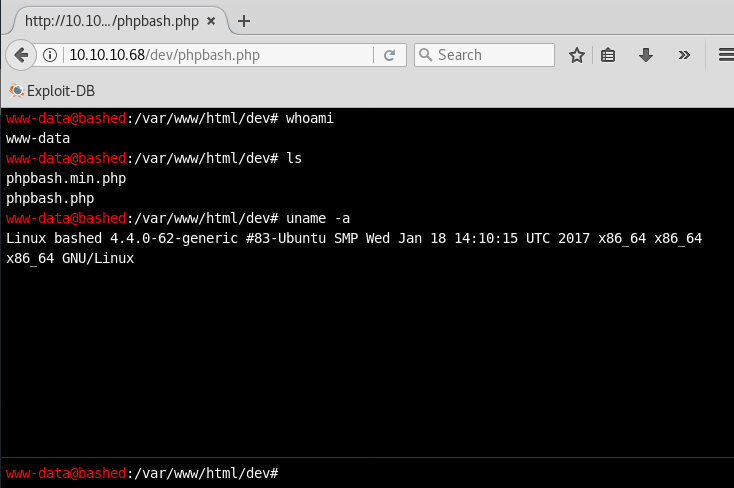 http://10.10.../phpbash.php
10.10.10.68/dev/phpbash.php
Search
Exploit-DB
www-data@bashed:/var/www/html/dev# whoami
www-data
www-data@bashed:/var/www/html/dev# ls
phpbash.min.php
phpbash.php
www-data@bashed:/var/www/html/dev# uname -a
Linux bashed 4.4.0-62-generic #83-Ubuntu SMP Wed Jan 18 14:10:15 UTC 2017 x86_64 x86_64
x86_64 GNU/Linux
www-data@bashed:/var/www/html/dev#